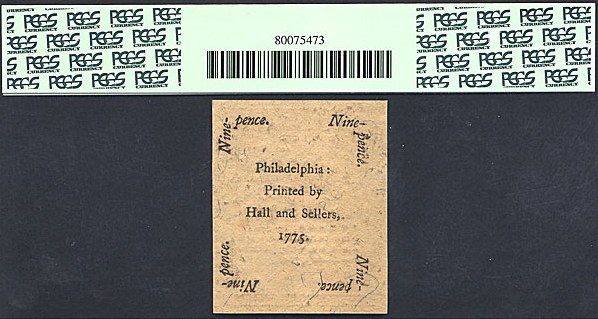 PCGS CURRENCY
80075473
Nine-pence.
Nine-pence.
Philadelphia:
Printed by
Hall and Sellers,
1775.
Nine-pence.
Nine-pence.